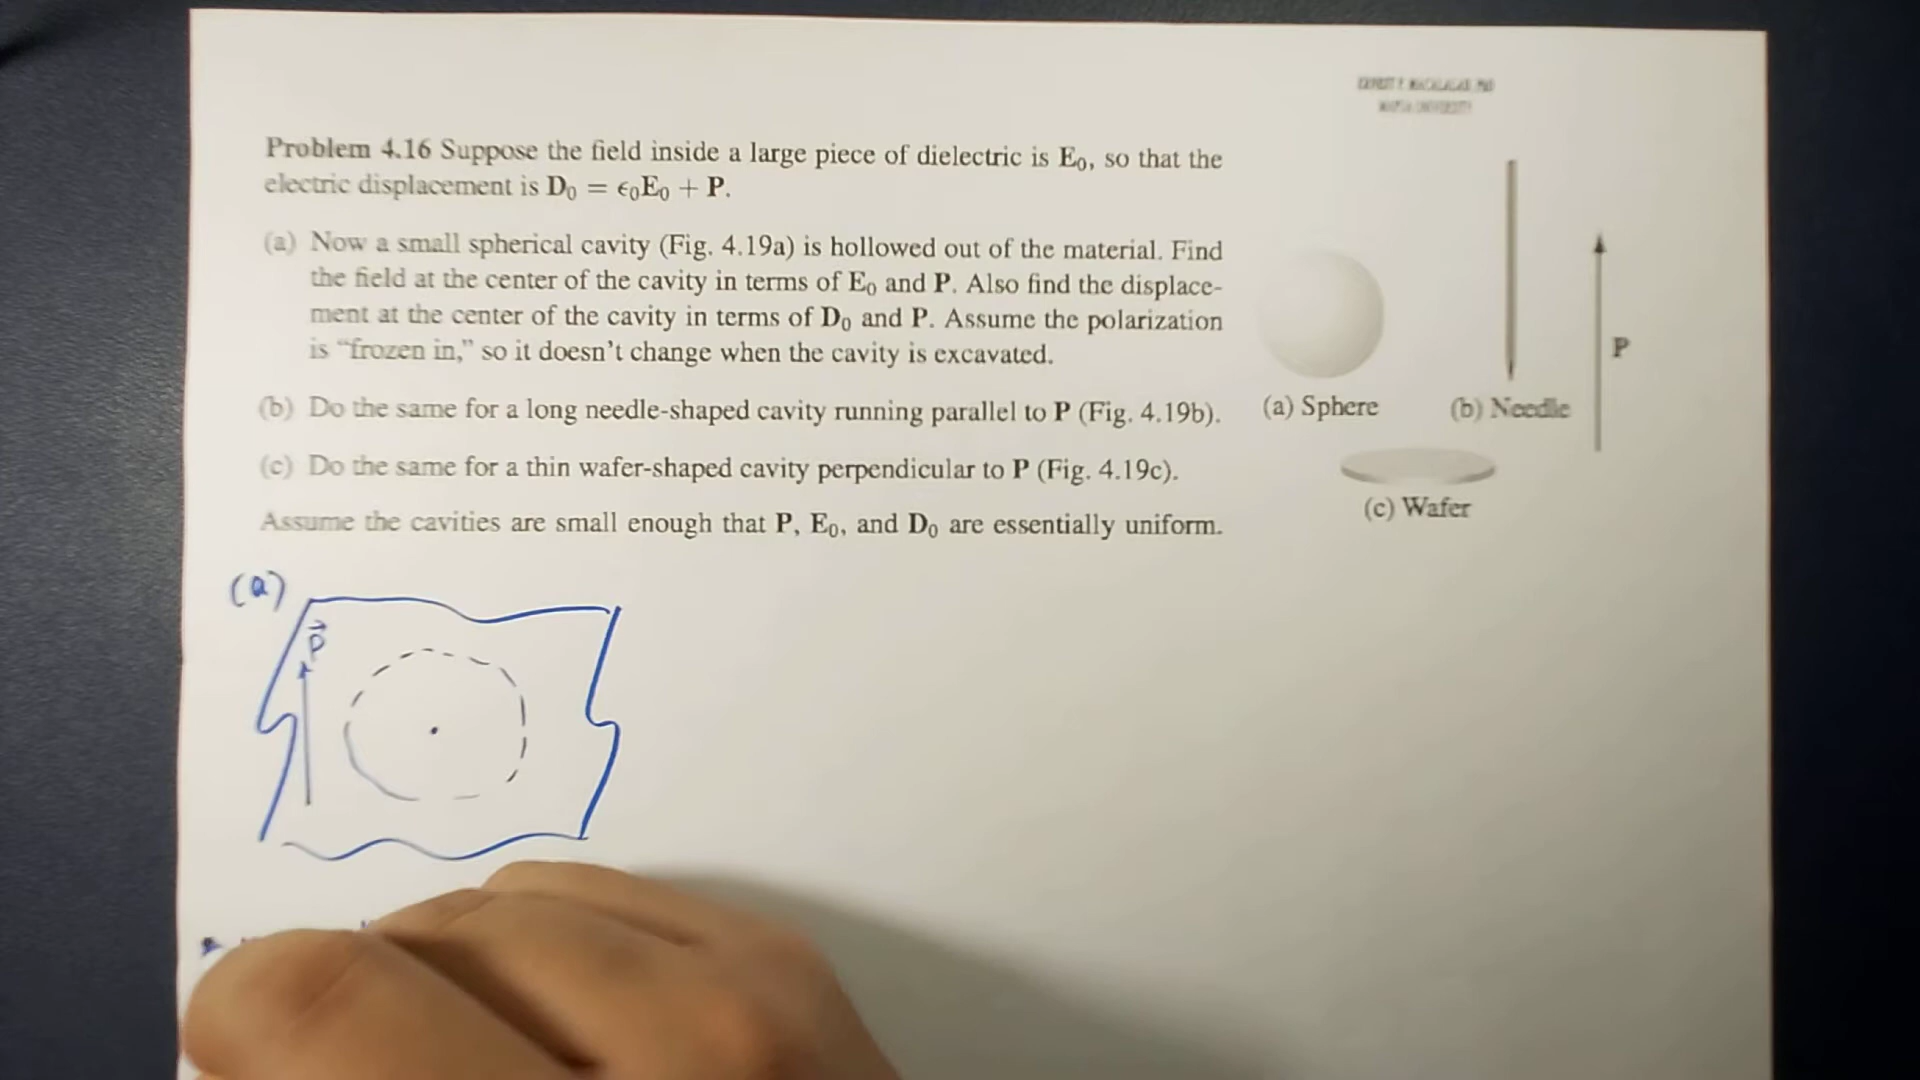 Problem 4.16 Suppose the field inside a large piece of dielectric is E₀, so that the
electric displacement is D₀ = ϵ₀E₀ + P.
(a) Now a small spherical cavity (Fig. 4.19a) is hollowed out of the material. Find
the field at the center of the cavity in terms of E₀ and P. Also find the displace-
ment at the center of the cavity in terms of D₀ and P. Assume the polarization
is “frozen in,” so it doesn’t change when the cavity is excavated.
(b) Do the same for a long needle-shaped cavity running parallel to P (Fig. 4.19b).
(c) Do the same for a thin wafer-shaped cavity perpendicular to P (Fig. 4.19c).
Assume the cavities are small enough that P, E₀, and D₀ are essentially uniform.
P
(a) Sphere
(b) Needle
(c) Wafer
(a)
P⃗